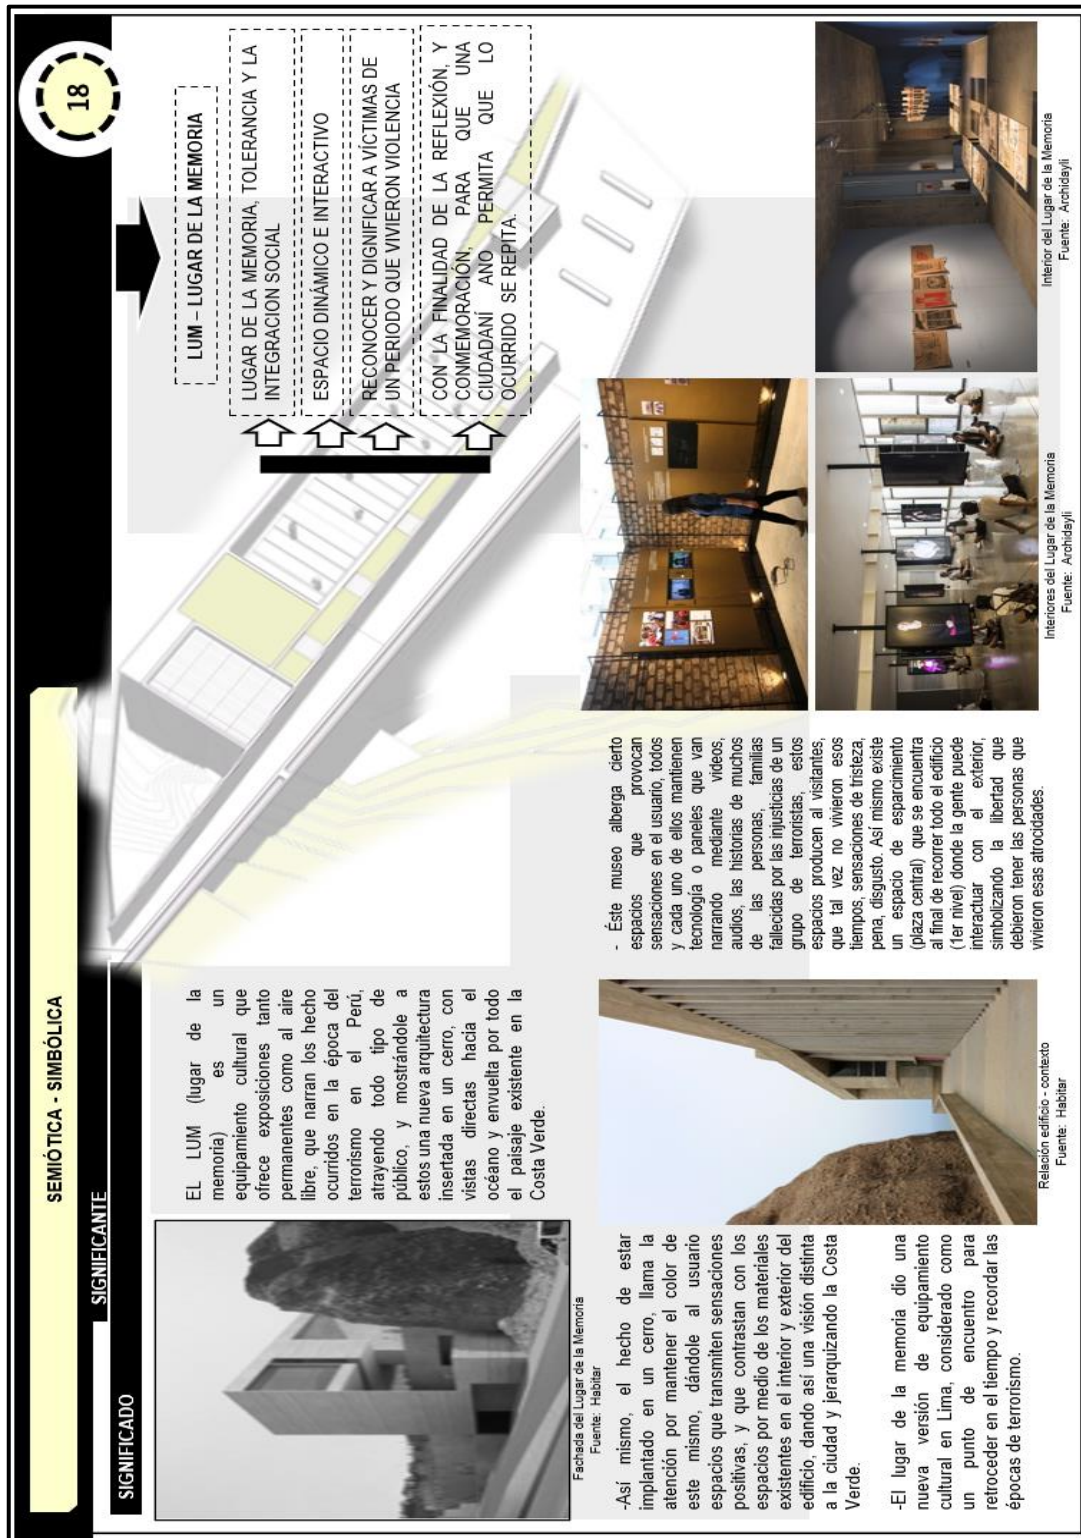 SEMIÓTICA - SIMBÓLICA
18
SIGNIFICANTE
SIGNIFICADO
LUM – LUGAR DE LA MEMORIA
LUGAR DE LA MEMORIA, TOLERANCIA Y LA
INTEGRACION SOCIAL
ESPACIO DINÁMICO E INTERACTIVO
RECONOCER Y DIGNIFICAR A VÍCTIMAS DE
UN PERIODO QUE VIVIERON VIOLENCIA
CON LA FINALIDAD DE LA REFLEXIÓN, Y
CONMEMORACIÓN, PARA QUE UNA
CIUDADANÍ ANO PERMITA QUE LO
OCURRIDO SE REPITA.
EL LUM (lugar de la
memoria) es un
equipamiento cultural que
ofrece exposiciones tanto
permanentes como al aire
libre, que narran los hecho
ocurridos en la época del
terrorismo en el Perú,
atrayendo todo tipo de
público, y mostrándole a
estos una nueva arquitectura
insertada en un cerro, con
vistas directas hacia el
océano y envuelta por todo
el paisaje existente en la
Costa Verde.
Fachada del Lugar de la Memoria
Fuente: Habitar
-Así mismo, el hecho de estar
implantado en un cerro, llama la
atención por mantener el color de
este mismo, dándole al usuario
espacios que transmiten sensaciones
positivas, y que contrastan con los
espacios por medio de los materiales
existentes en el interior y exterior del
edificio, dando así una visión distinta
a la ciudad y jerarquizando la Costa
Verde.
-El lugar de la memoria dio una
nueva versión de equipamiento
cultural en Lima, considerado como
un punto de encuentro para
retroceder en el tiempo y recordar las
épocas de terrorismo.
Relación edificio - contexto
Fuente: Habitar
- Éste museo alberga cierto
espacios que provocan
sensaciones en el usuario, todos
y cada uno de ellos mantienen
tecnología o paneles que van
narrando mediante videos,
audios, las historias de muchos
de las personas, familias
fallecidas por las injusticias de un
grupo de terroristas, estos
espacios producen al visitantes,
que tal vez no vivieron esos
tiempos, sensaciones de tristeza,
pena, disgusto. Así mismo existe
un espacio de esparcimiento
(plaza central) que se encuentra
al final de recorrer todo el edificio
(1er nivel) donde la gente puede
interactuar con el exterior,
simbolizando la libertad que
debieron tener las personas que
vivieron esas atrocidades.
Interiores del Lugar de la Memoria
Fuente: Archidayli
Interior del Lugar de la Memoria
Fuente: Archidayli